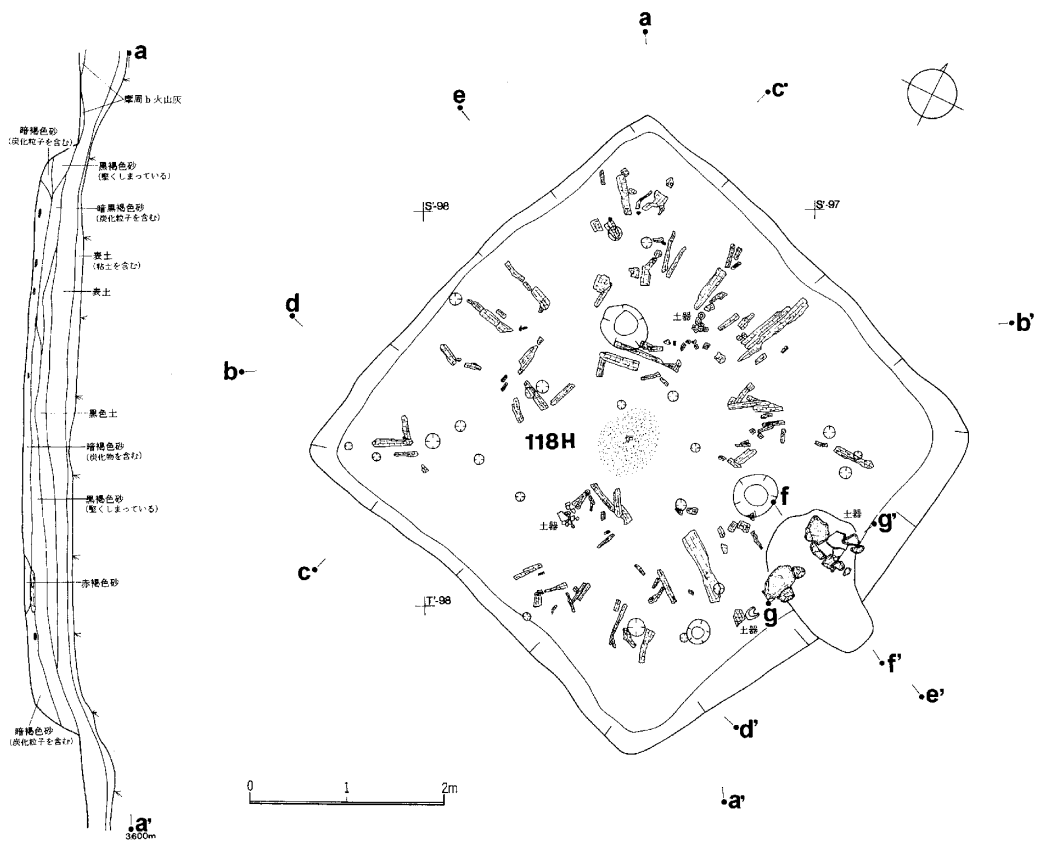 a
摩周b火山灰
暗褐色砂
(炭化粒子を含む)
黒褐色砂
(堅くしまっている)
暗黒褐色砂
(炭化粒子を含む)
表土
(粘土を含む)
表土
黒色土
暗褐色砂
(炭化物を含む)
黒褐色砂
(堅くしまっている)
赤褐色砂
暗褐色砂
(炭化粒子を含む)
a'
3600m
a
e
c'
S'-98
S'-97
d
土器
b'
b
118H
f
土器
g'
土器
c
T'-98
g
土器
f'
e'
d'
0 1 2m
a'